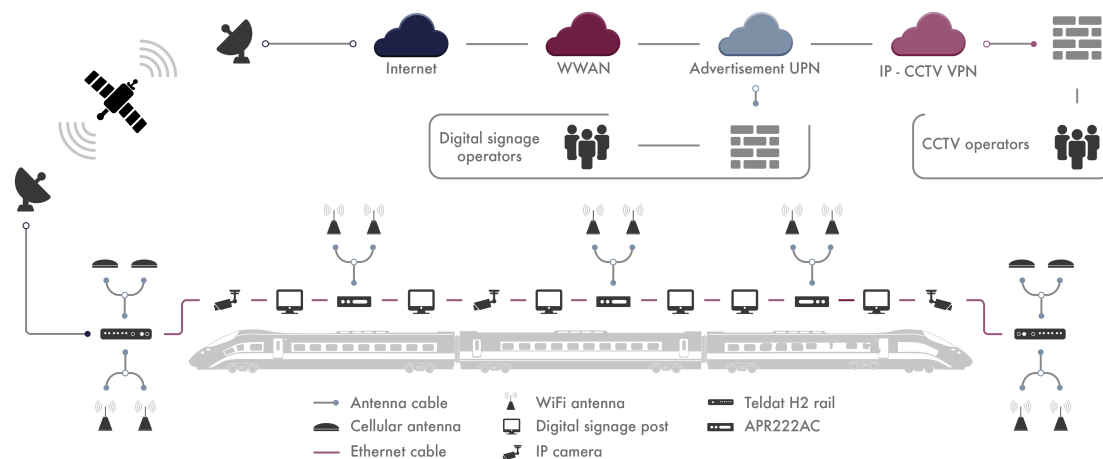 Internet
WWAN
Advertisement UPN
IP - CCTV VPN
Digital signage
operators
CCTV operators
Antenna cable
WiFi antenna
Teldat H2 rail
Cellular antenna
Digital signage post
APR222AC
Ethernet cable
IP camera